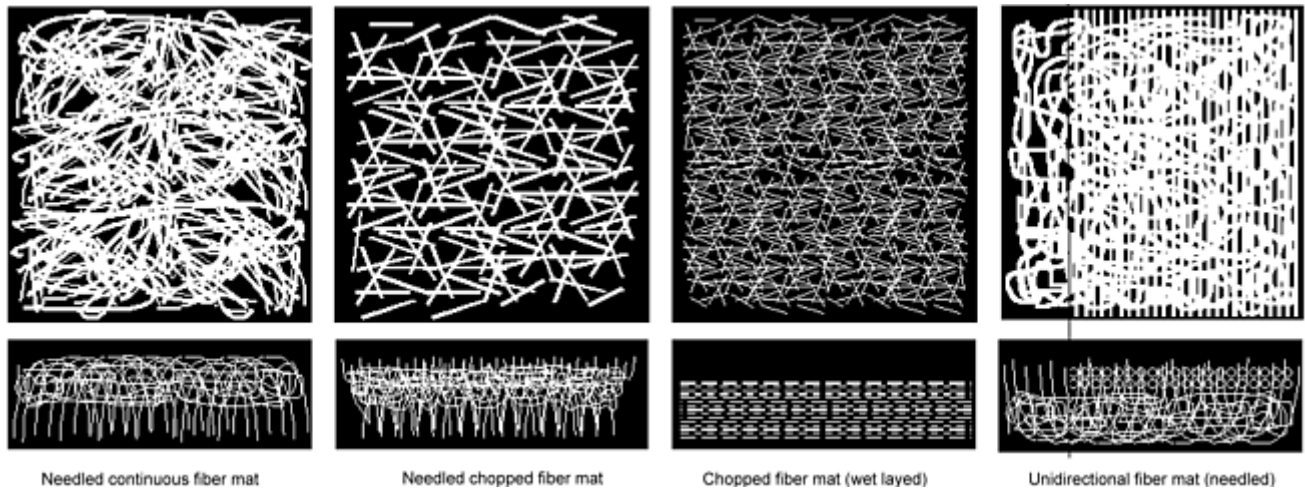 Needled continuous fiber mat
Needled chopped fiber mat
Chopped fiber mat (wet layed)
Unidirectional fiber mat (needled)